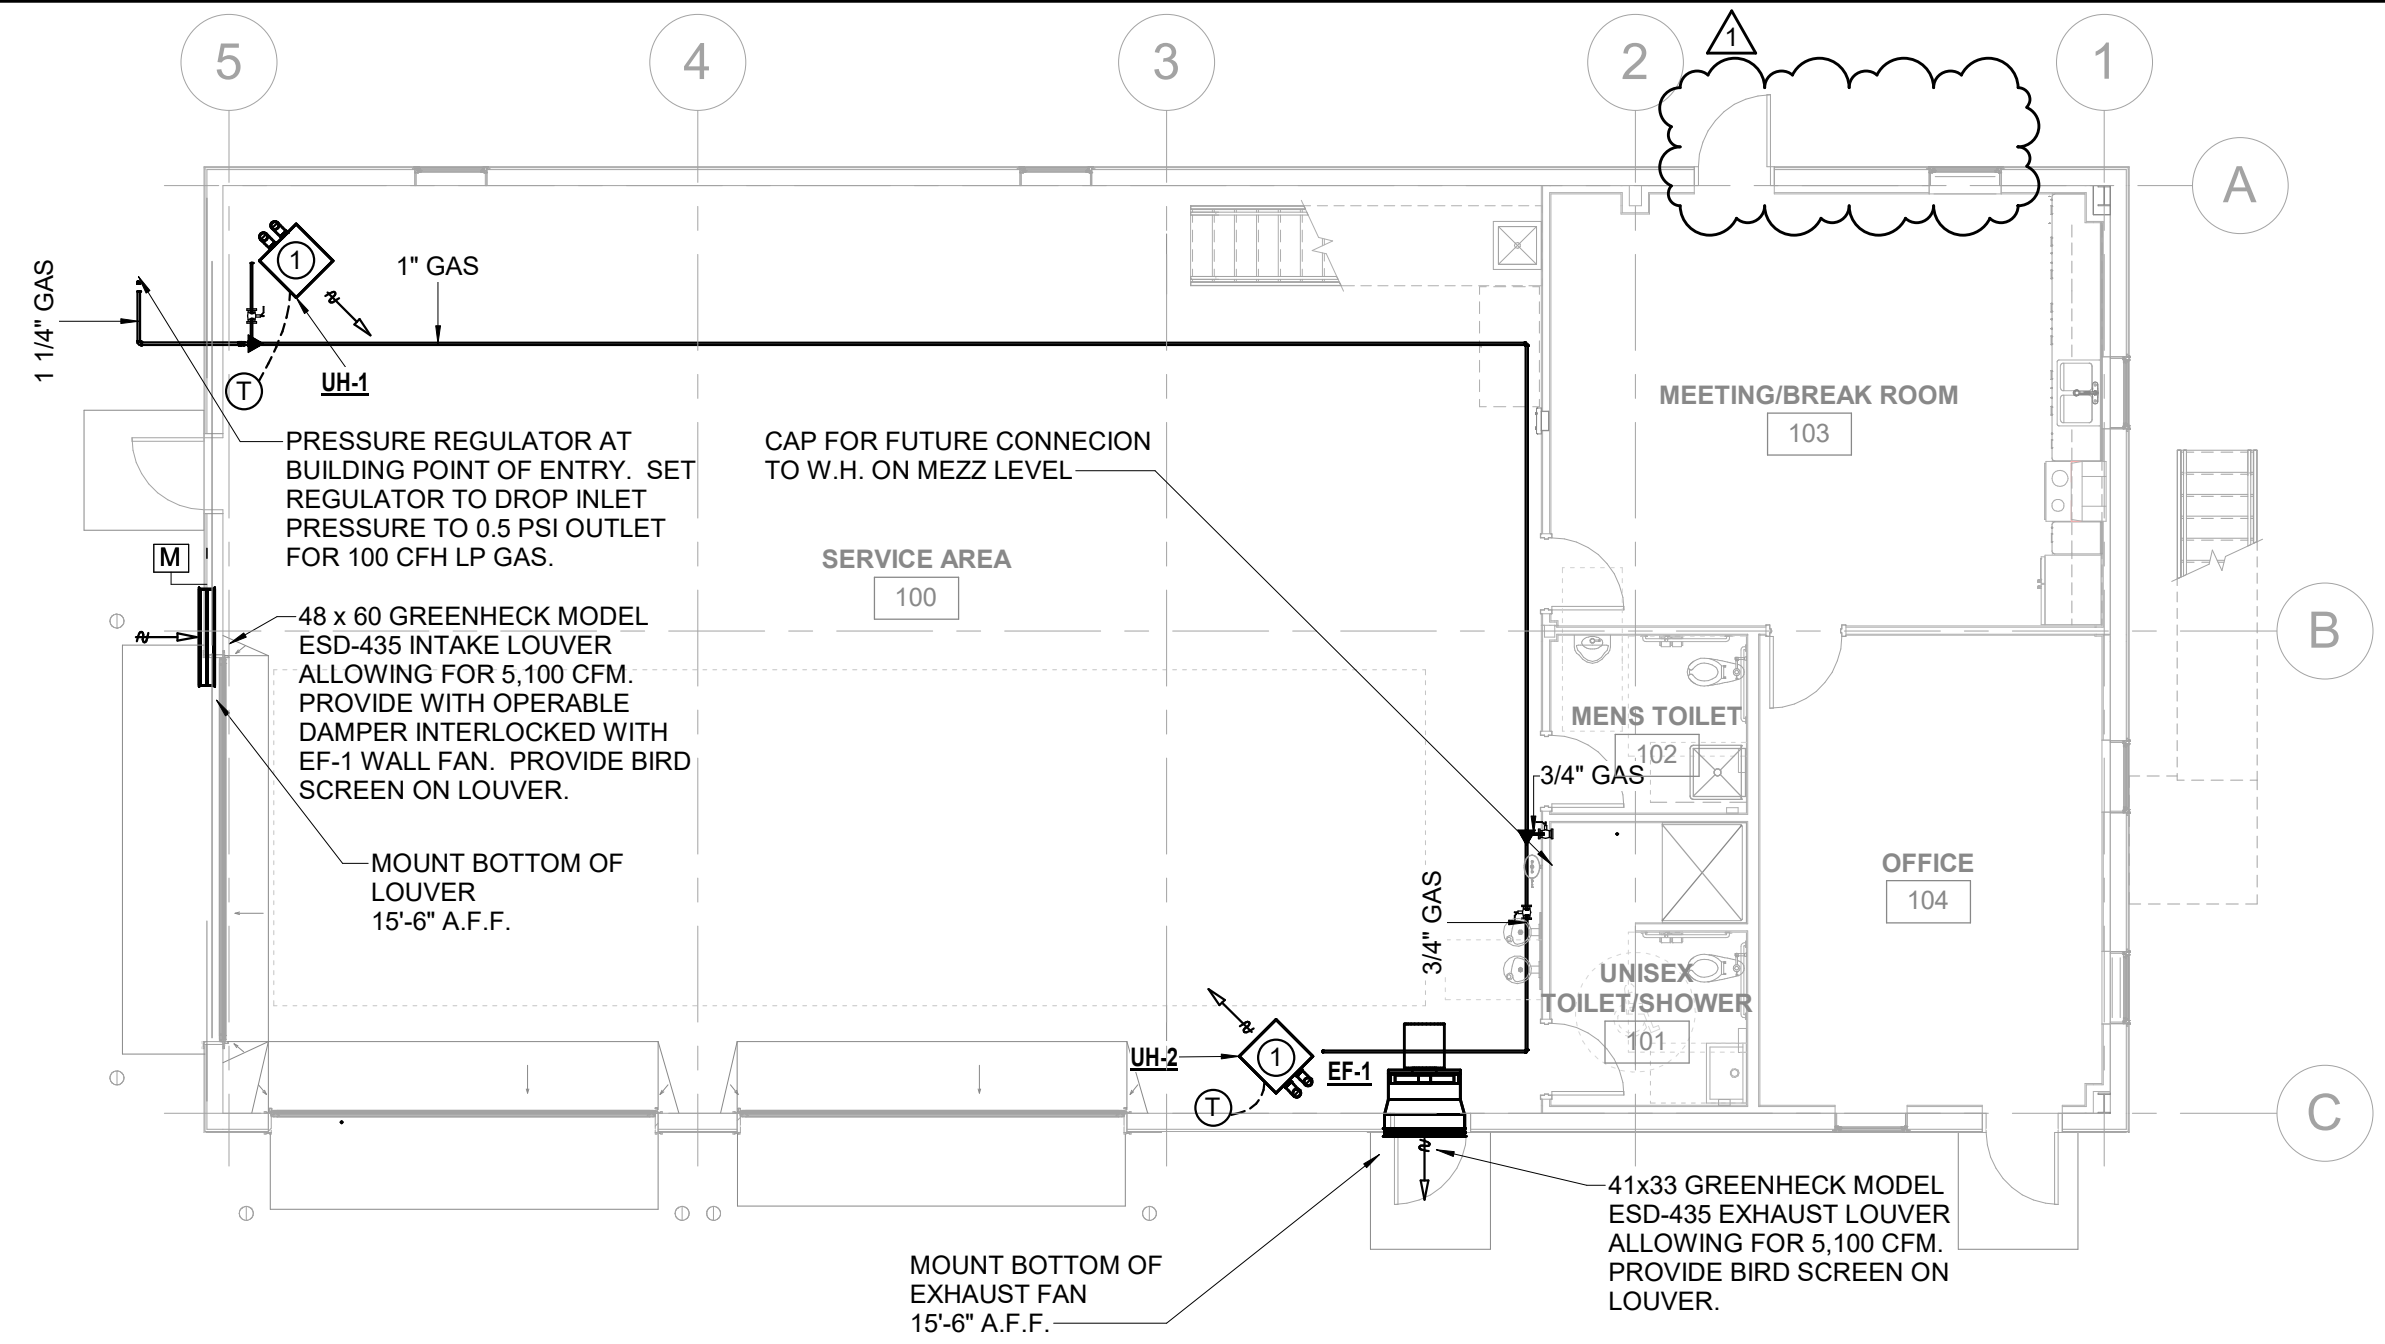 5
4
3
2
1
1
A
1 1/4" GAS
1
1" GAS
T
UH-1
PRESSURE REGULATOR AT
BUILDING POINT OF ENTRY.  SET
REGULATOR TO DROP INLET
PRESSURE TO 0.5 PSI OUTLET
FOR 100 CFH LP GAS.
CAP FOR FUTURE CONNECION
TO W.H. ON MEZZ LEVEL
MEETING/BREAK ROOM
103
M
SERVICE AREA
100
48 x 60 GREENHECK MODEL
ESD-435 INTAKE LOUVER
ALLOWING FOR 5,100 CFM.
PROVIDE WITH OPERABLE
DAMPER INTERLOCKED WITH
EF-1 WALL FAN.  PROVIDE BIRD
SCREEN ON LOUVER.
B
MENS TOILET
102
3/4" GAS
MOUNT BOTTOM OF
LOUVER
15'-6" A.F.F.
3/4" GAS
OFFICE
104
UNISEX
TOILET/SHOWER
101
UH-2
1
EF-1
T
C
41x33 GREENHECK MODEL
ESD-435 EXHAUST LOUVER
ALLOWING FOR 5,100 CFM.
PROVIDE BIRD SCREEN ON
LOUVER.
MOUNT BOTTOM OF
EXHAUST FAN
15'-6" A.F.F.